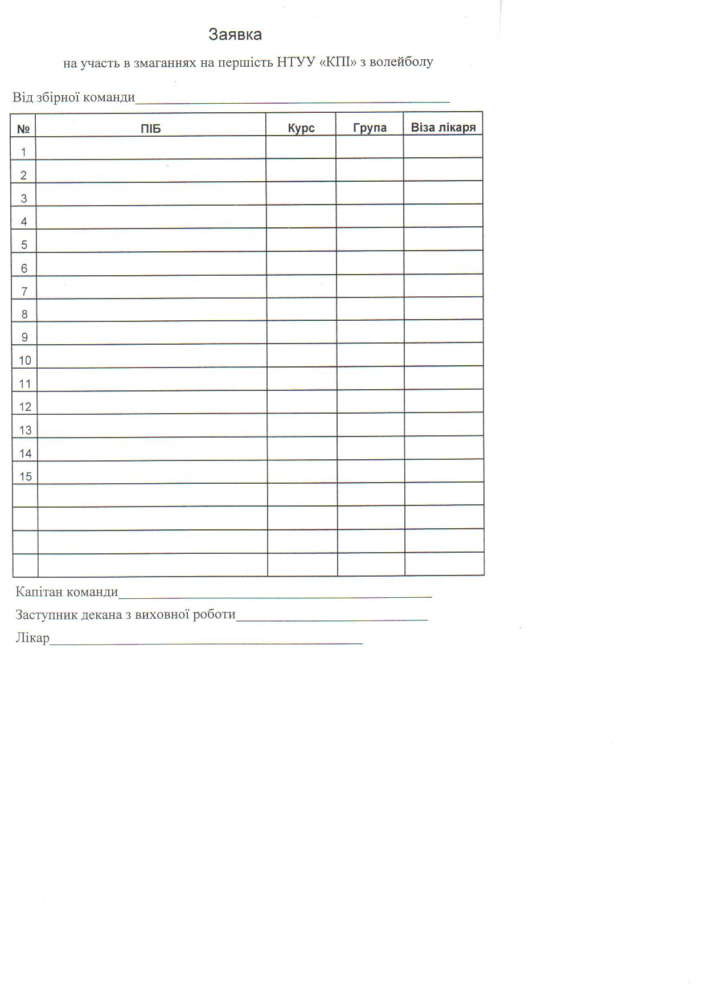 Заявка
на участь в змаганнях на першість НТУУ «КПІ» з волейболу
Від збірної команди
№ ПІБ Курс Група Віза лікаря
1
2
3
4
5
6
7
8
9
10
11
12
13
14
15
Капітан команди
Заступник декана з виховної роботи
Лікар